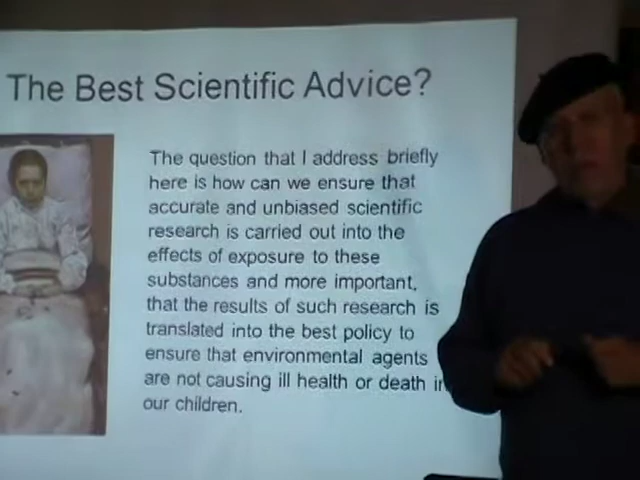 The Best Scientific Advice?
The question that I address briefly
here is how can we ensure that
accurate and unbiased scientific
research is carried out into the
effects of exposure to these
substances and more important,
that the results of such research is
translated into the best policy to
ensure that environmental agents
are not causing ill health or death in
our children.